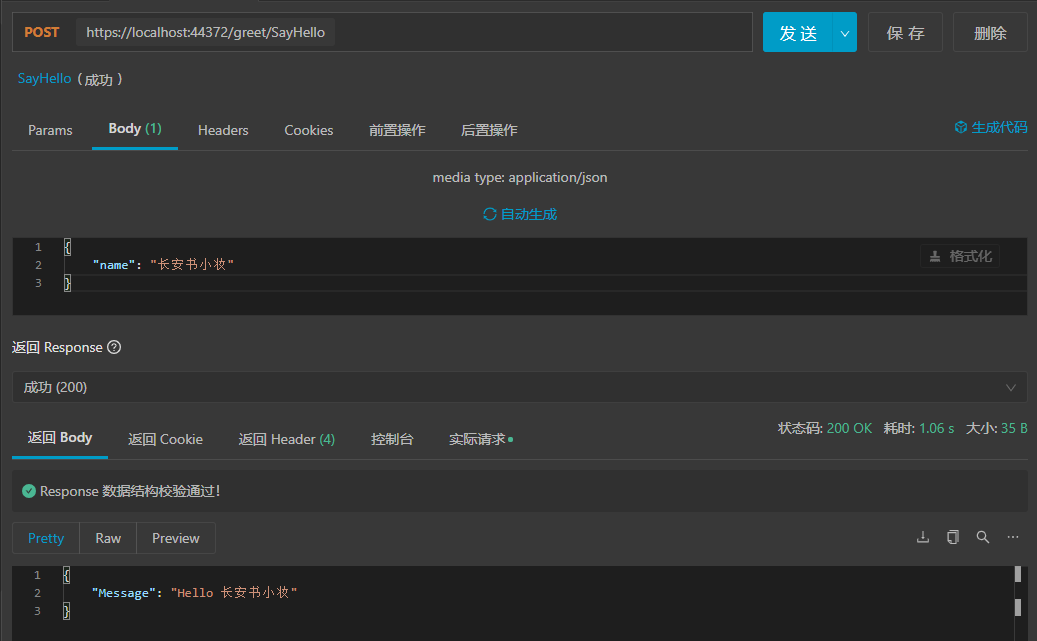 POST https://localhost:44372/greet/SayHello 发 送 保 存 删除
SayHello ( 成功 )
Params Body (1) Headers Cookies 前置操作 后置操作 生成代码
media type: application/json
自动生成
1 {
2 "name": "长安书小妆" 格式化
3 }
返回 Response
成功 (200)
返回 Body 返回 Cookie 返回 Header (4) 控制台 实际请求 状态码: 200 OK 耗时: 1.06 s 大小: 35 B
Response 数据结构校验通过!
Pretty Raw Preview
1 {
2 "Message": "Hello 长安书小妆"
3 }